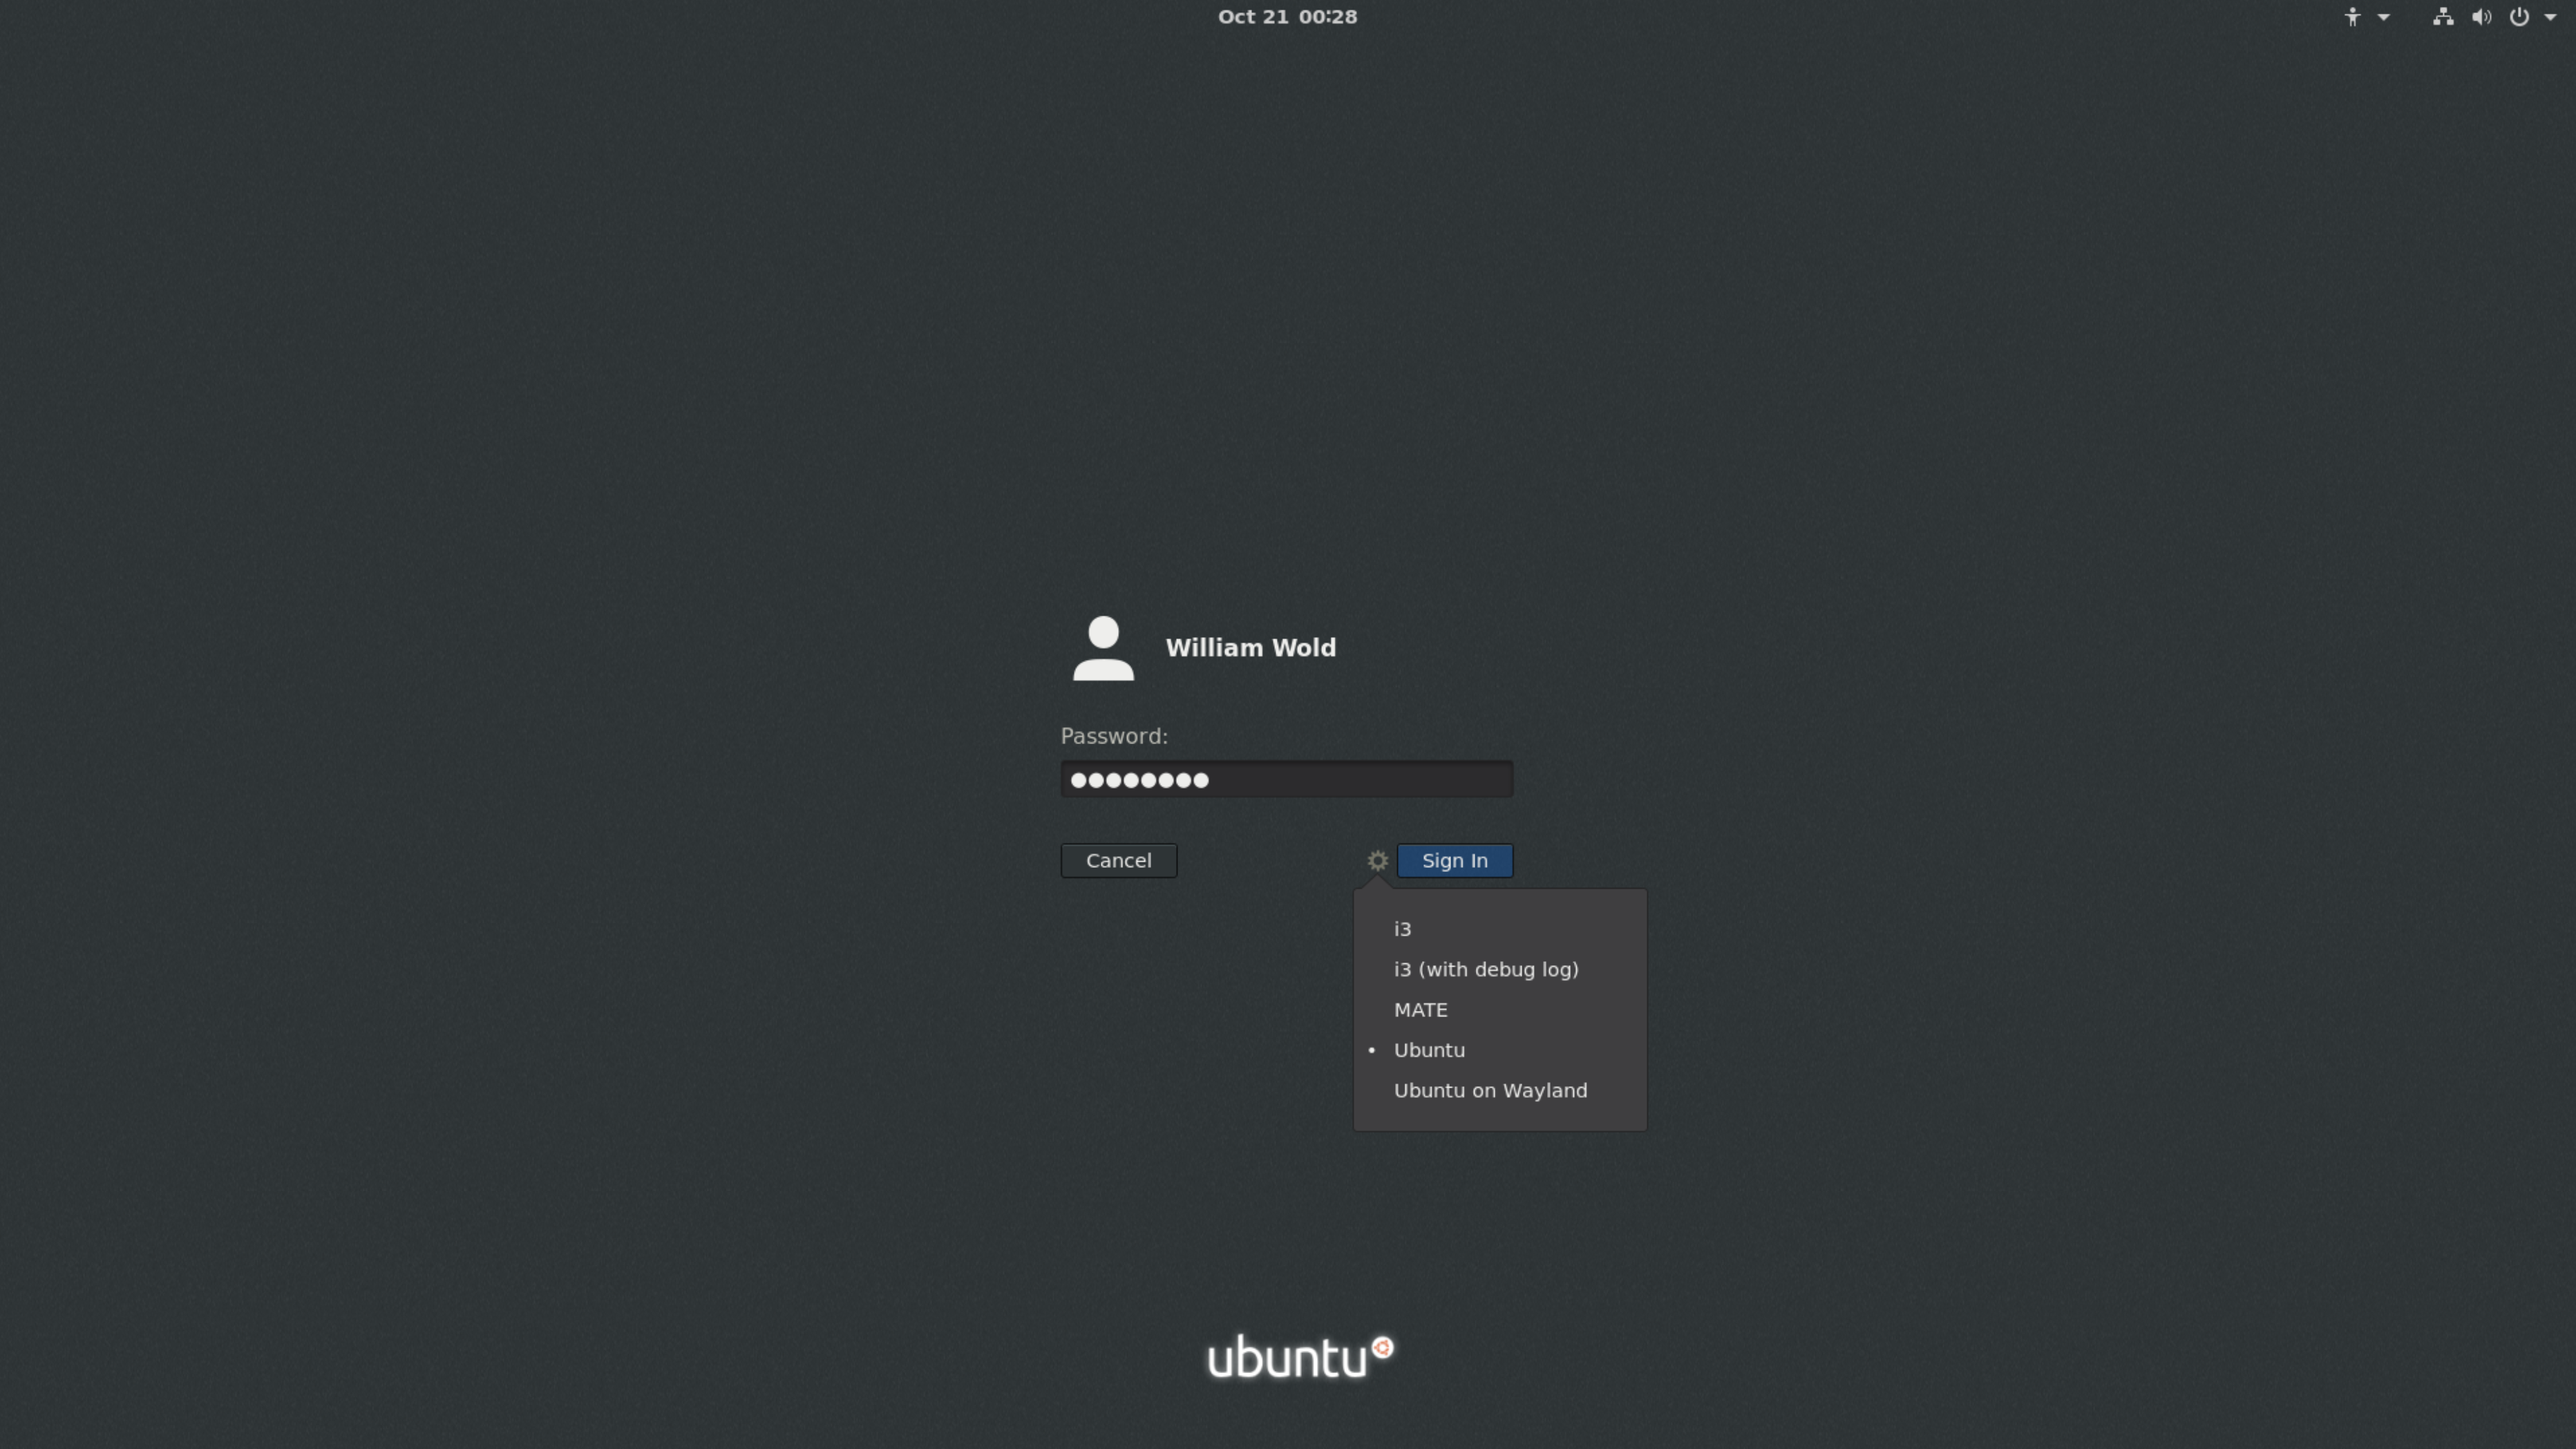 Oct 21 00:28
William Wold
Password:
Cancel
Sign In
i3
i3 (with debug log)
MATE
• Ubuntu
Ubuntu on Wayland
ubuntu